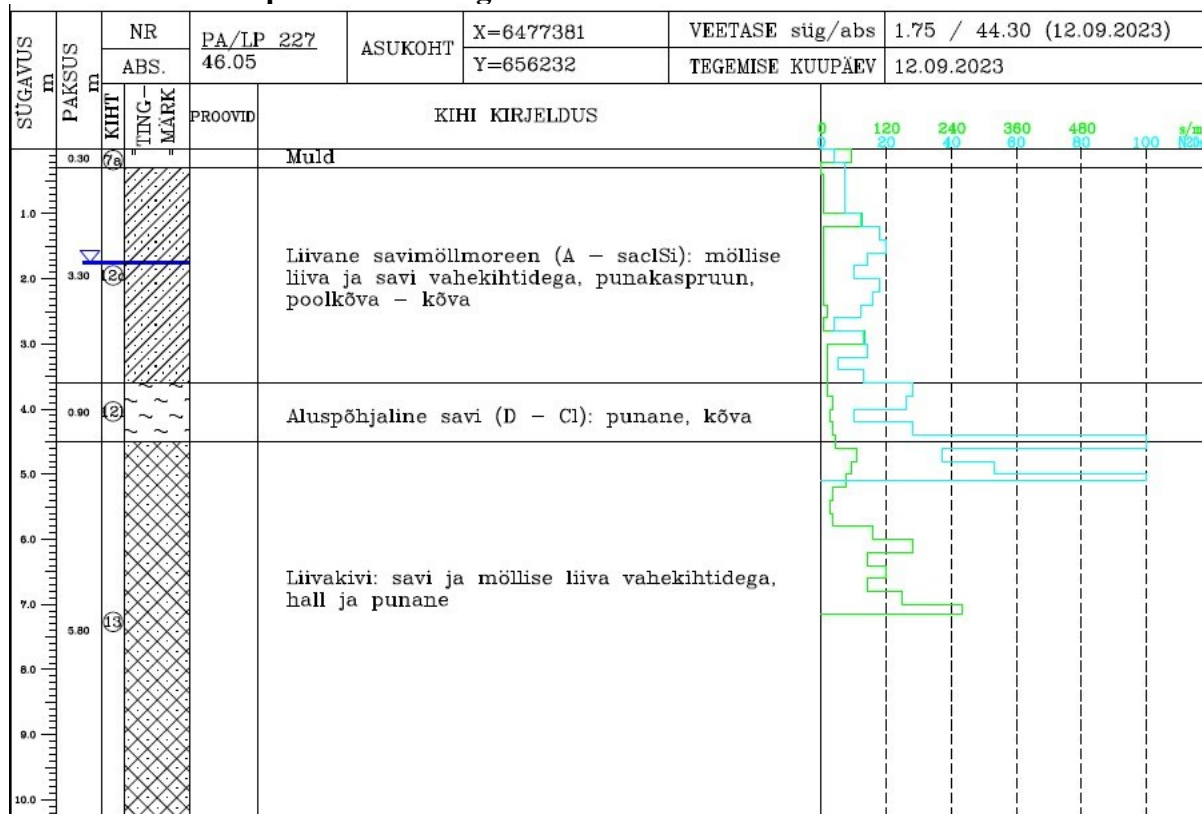 SÜGAVUS m
PAKSUS m
NR
ABS.
PA/LP 227
46.05
ASUKOHT
X=6477381
Y=656232
VEETASE süg/abs
1.75 / 44.30 (12.09.2023)
TEGEMISE KUUPÄEV
12.09.2023
KIHT
TING-
MÄRK
PROOVID
KIHI KIRJELDUS
0 120 240 360 480 s/m
0 20 40 60 80 100
0.30
7a
Muld
1.0
2.0
3.0
3.30
Liivane savimöllmoreen (A – saclSi): möllise
liiva ja savi vahekihtidega, punakaspruun,
poolkõva – kõva
4.0
0.90
Aluspõhjaline savi (D – Cl): punane, kõva
5.0
6.0
7.0
8.0
9.0
10.0
5.80
13
Liivakivi: savi ja möllise liiva vahekihtidega,
hall ja punane